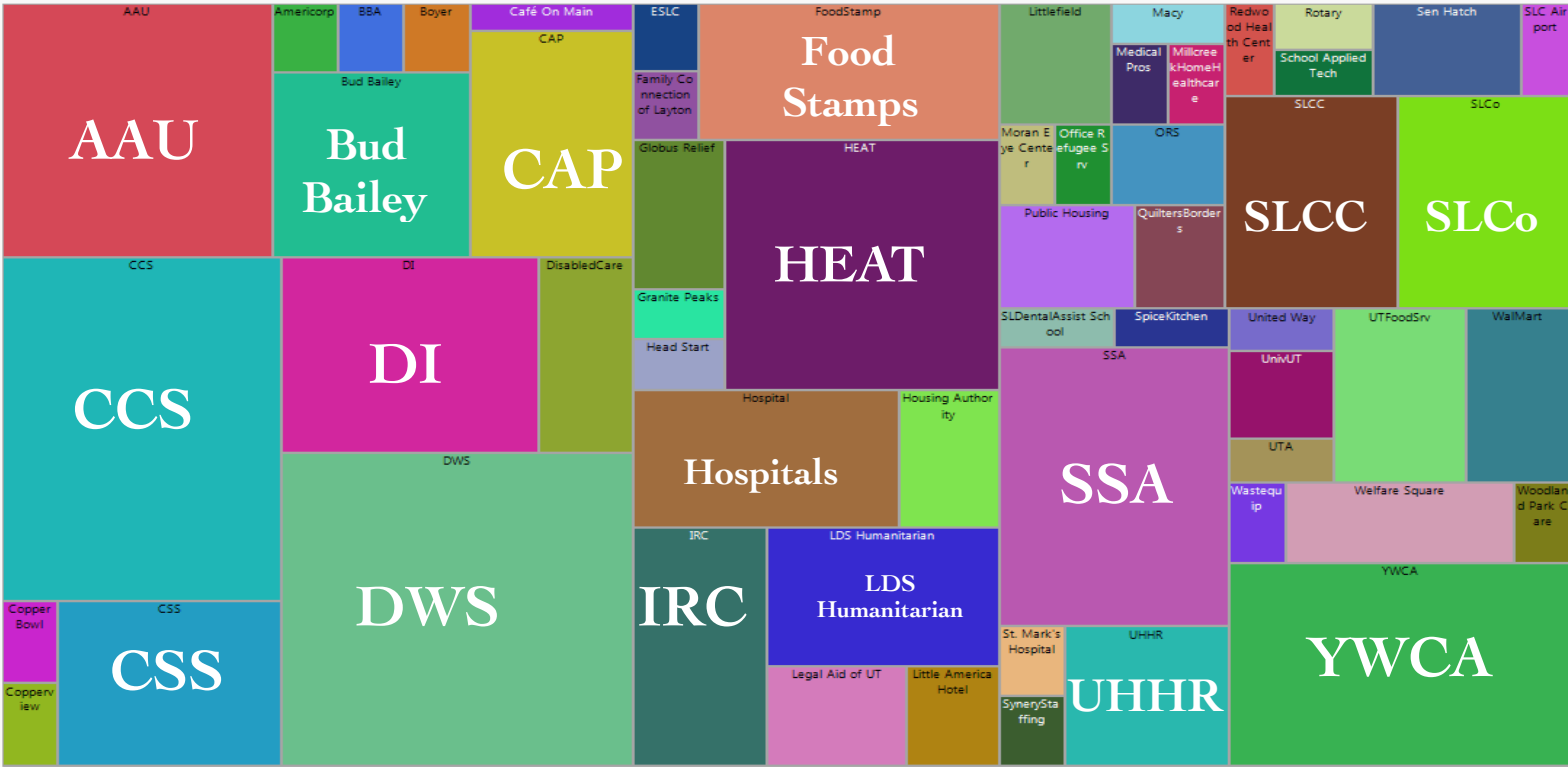 AAU
AAU
Americorp
BBA
Boyer
Bud Bailey
Bud
Bailey
Café On Main
CAP
CAP
CCS
CCS
DI
DI
DisabledCare
DWS
DWS
Copper
Bowl
Copperv
iew
CSS
CSS
ESLC
Family Co
nnection
of Layton
FoodStamp
Food
Stamps
Globus Relief
Granite Peaks
Head Start
HEAT
HEAT
Hospital
Hospitals
Housing Author
ity
IRC
IRC
LDS Humanitarian
LDS
Humanitarian
Legal Aid of UT
Little America
Hotel
Littlefield
Macy
Medical
Pros
Millcree
kHomeH
ealthcar
e
Moran E
ye Cente
r
Office R
efugee S
rv
ORS
Public Housing
QuiltersBorder
s
SLDentalAssist Sch
ool
SpiceKitchen
SSA
SSA
St. Mark's
Hospital
SynerySta
ffing
UHHR
UHHR
Redwo
od Heal
th Cent
er
Rotary
School Applied
Tech
Sen Hatch
SLC Air
port
SLCC
SLCC
SLCo
SLCo
United Way
UnivUT
UTA
UTFoodSrv
WalMart
Wastequ
ip
Welfare Square
Woodlan
d Park C
are
YWCA
YWCA